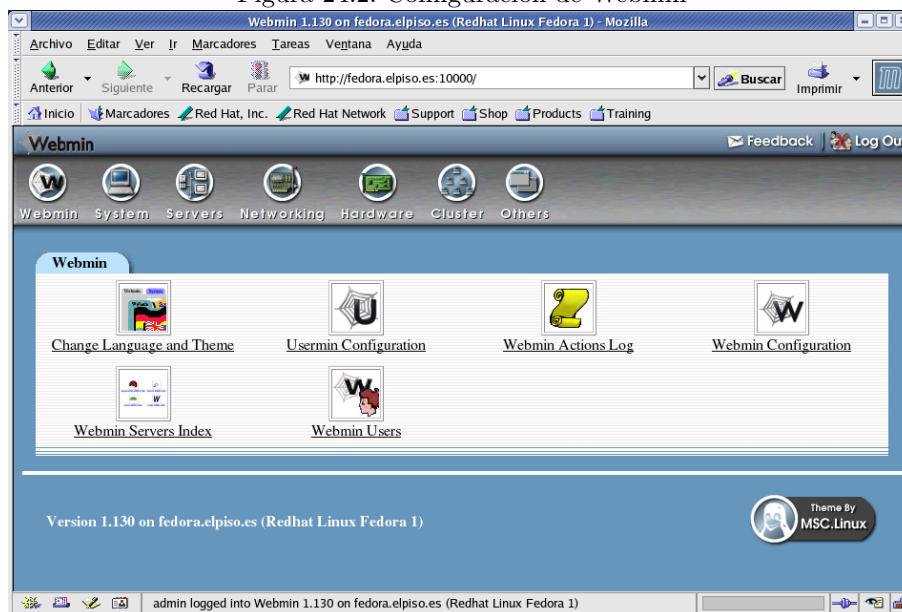 Figura 24.2: Configuración de Webmin
Webmin 1.130 on fedora.elpiso.es (Redhat Linux Fedora 1) - Mozilla
Archivo Editar Ver Ir Marcadores Tareas Ventana Ayuda
Anterior Siguiente Recargar Parar http://fedora.elpiso.es:10000/ Buscar Imprimir
Inicio Marcadores Red Hat, Inc. Red Hat Network Support Shop Products Training
Webmin Feedback Log Ou
Webmin System Servers Networking Hardware Cluster Others
Webmin
Change Language and Theme Usermin Configuration Webmin Actions Log Webmin Configuration
Webmin Servers Index Webmin Users
Version 1.130 on fedora.elpiso.es (Redhat Linux Fedora 1)
Theme By
MSC.Linux
admin logged into Webmin 1.130 on fedora.elpiso.es (Redhat Linux Fedora 1)